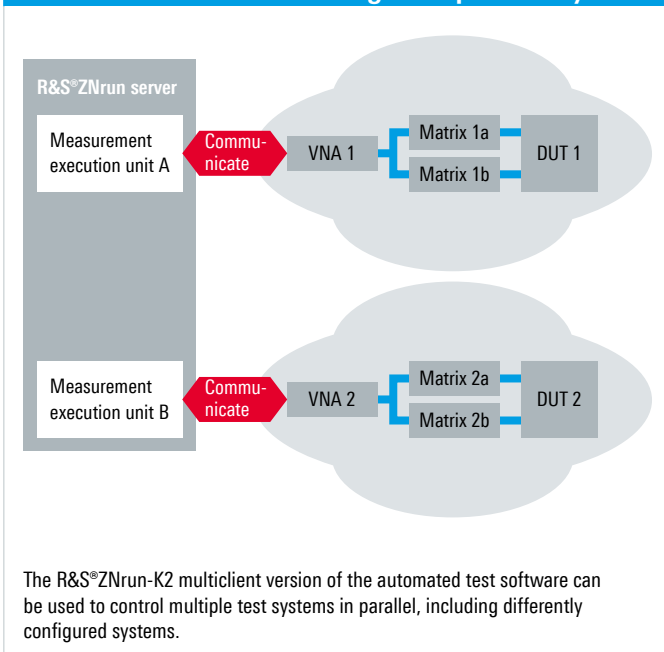 R&S®ZNrun server
Measurement
execution unit A
Commu-
nicate
VNA 1
Matrix 1a
Matrix 1b
DUT 1
Measurement
execution unit B
Commu-
nicate
VNA 2
Matrix 2a
Matrix 2b
DUT 2
The R&S®ZNrun-K2 multiclient version of the automated test software can
be used to control multiple test systems in parallel, including differently
configured systems.